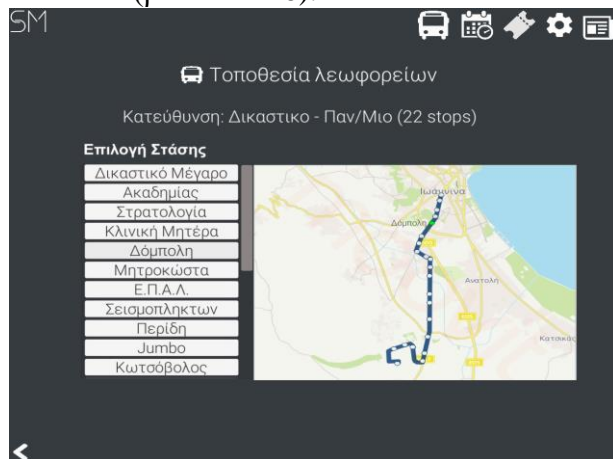 SM
Τοποθεσία λεωφορείων
Κατεύθυνση: Δικαστικο - Παν/Μιο (22 stops)
Επιλογή Στάσης
Δικαστικό Μέγαρο
Ακαδημίας
Στρατολογία
Κλινική Μητέρα
Δόμπολη
Μητροκώστα
Ε.Π.Α.Λ.
Σεισμοπληκτων
Περίδη
Jumbo
Κωτσόβολος
Ιωάννινα
Δόμπολη
Ανατολή
Κατσικάς